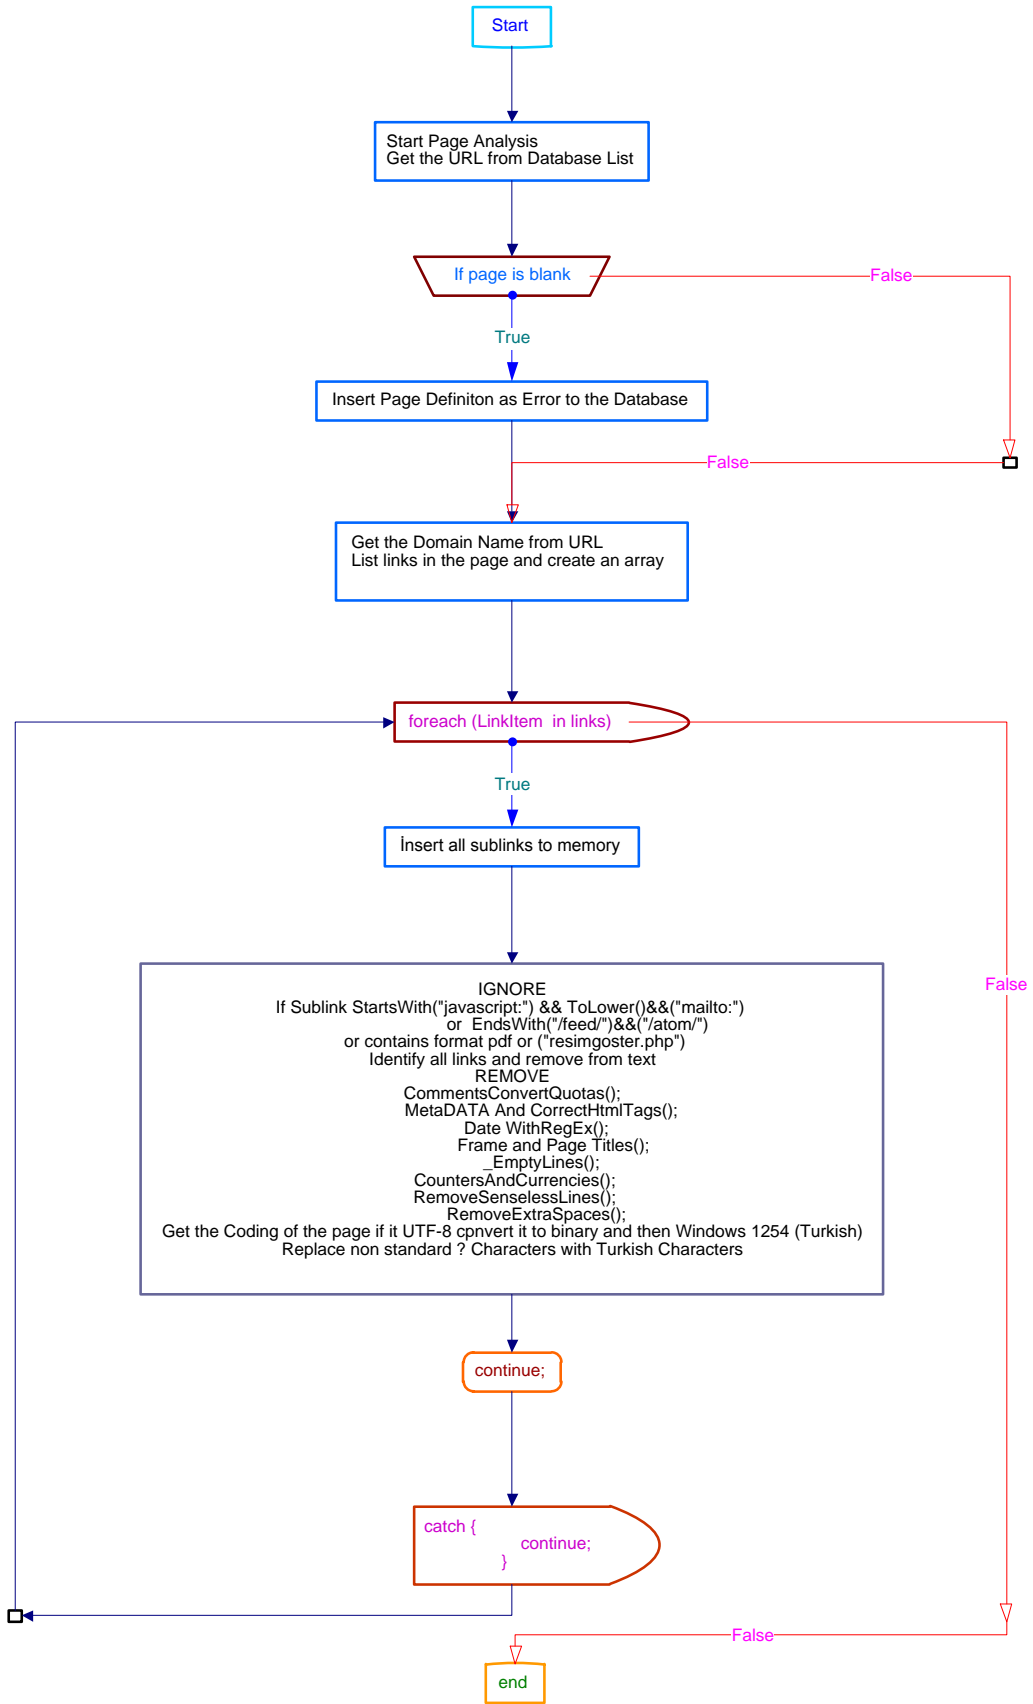 Start
Start Page Analysis
Get the URL from Database List
If page is blank
False
True
Insert Page Definiton as Error to the Database
False
Get the Domain Name from URL
List links in the page and create an array
foreach (LinkItem  in links)
True
İnsert all sublinks to memory
IGNORE
If Sublink StartsWith("javascript:") && ToLower()&&("mailto:")
or  EndsWith("/feed/")&&("/atom/")
or contains format pdf or ("resimgoster.php")
Identify all links and remove from text
REMOVE
CommentsConvertQuotas();
MetaDATA And CorrectHtmlTags();
Date WithRegEx();
Frame and Page Titles();
_EmptyLines();
CountersAndCurrencies();
RemoveSenselessLines();
RemoveExtraSpaces();
Get the Coding of the page if it UTF-8 cpnvert it to binary and then Windows 1254 (Turkish)
Replace non standard ? Characters with Turkish Characters
False
continue;
catch {
continue;
}
False
end